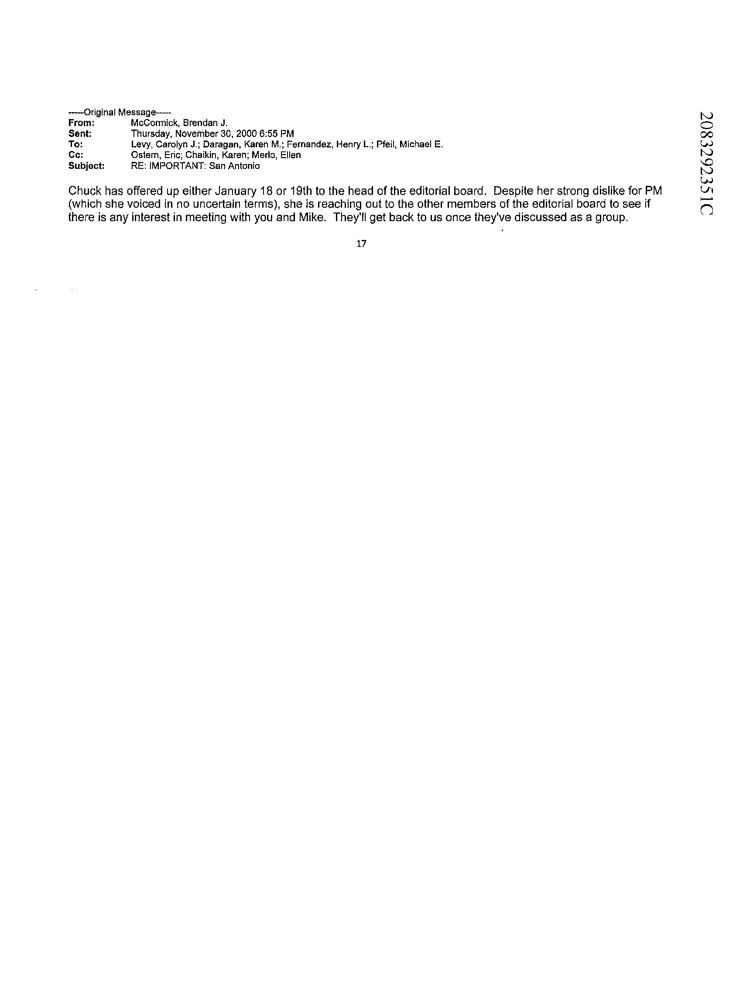 -----Original Message-----
From: McCormick, Brendan J.
Sent: Thursday, November 30, 2000 6:55 PM
To: Levy, Carolyn J.; Daragan, Karen M.; Fernandez, Henry L.; Pfeil, Michael E.
Cc: Ostern, Eric; Chaikin, Karen; Merlo, Ellen
Subject: RE: IMPORTANT: San Antonio
Chuck has offered up either January 18 or 19th to the head of the editorial board. Despite her strong dislike for PM
(which she voiced in no uncertain terms), she is reaching out to the other members of the editorial board to see if
there is any interest in meeting with you and Mike. They'll get back to us once they've discussed as a group.
17
2083292351C